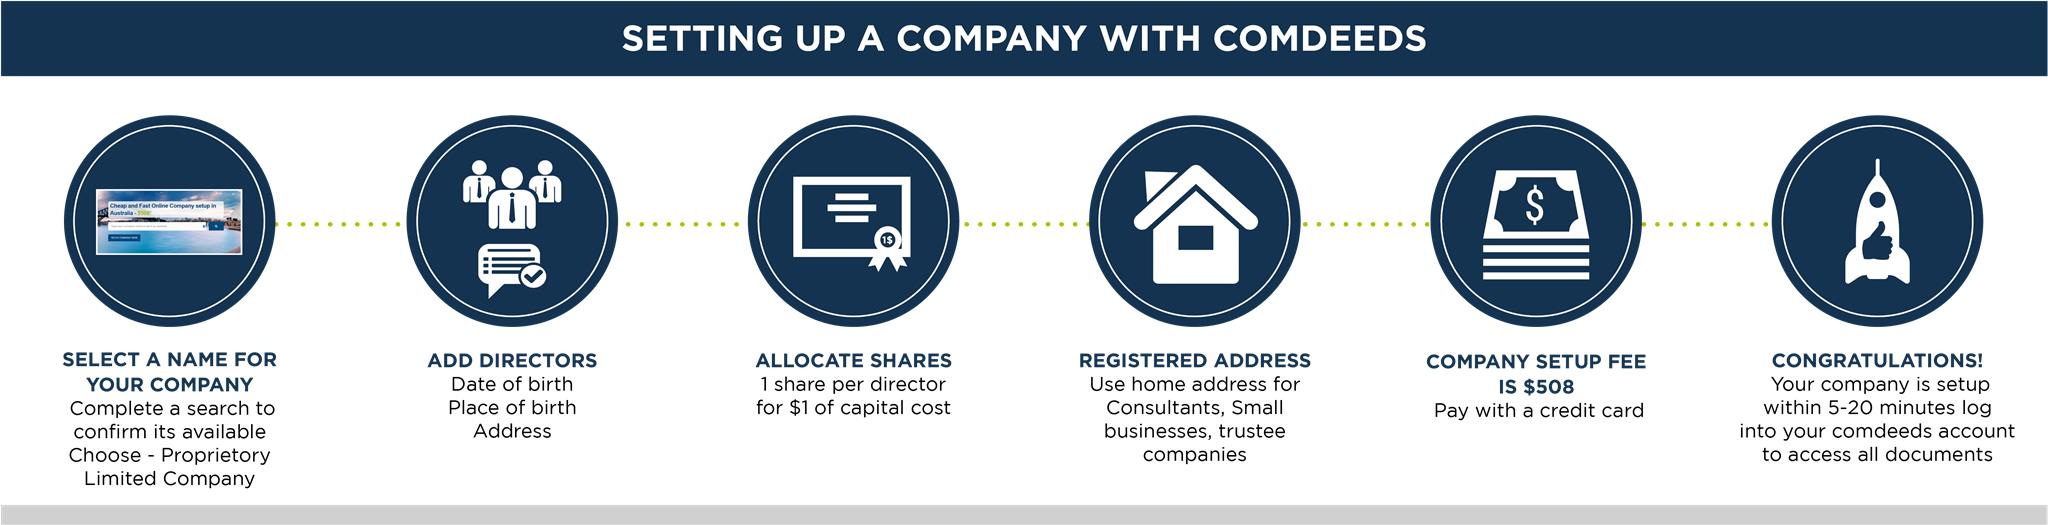 SETTING UP A COMPANY WITH COMDEEDS
Cheap and Fast Online Company setup in
Australia - $508!
1$
$
SELECT A NAME FOR
YOUR COMPANY
Complete a search to
confirm its available
Choose - Proprietory
Limited Company
ADD DIRECTORS
Date of birth
Place of birth
Address
ALLOCATE SHARES
1 share per director
for $1 of capital cost
REGISTERED ADDRESS
Use home address for
Consultants, Small
businesses, trustee
companies
COMPANY SETUP FEE
IS $508
Pay with a credit card
CONGRATULATIONS!
Your company is setup
within 5-20 minutes log
into your comdeeds account
to access all documents